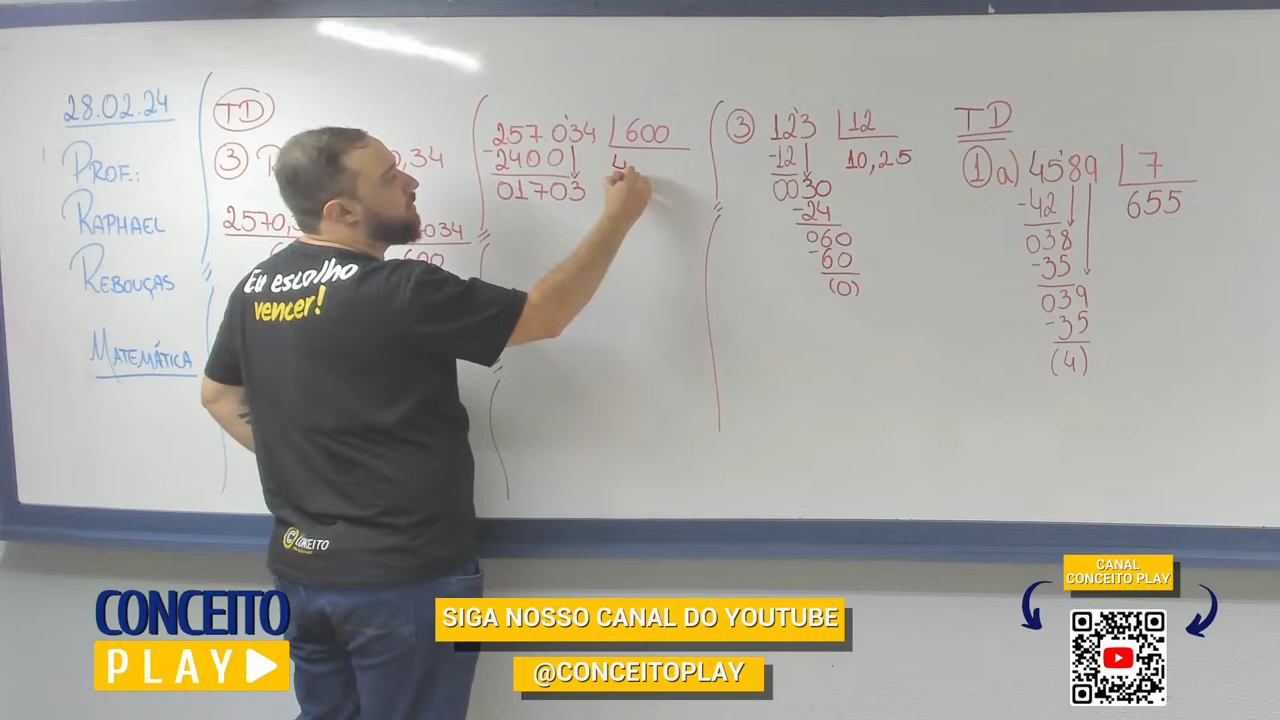 28.02.24
PROF.:
RAPHAEL
REBOUÇAS
MATEMÁTICA
TD
3
,34
2570,
034
600
257.034 600
-2400 4
01703
3 123 12
-12 10,25
0030
-24
060
-60
(0)
TD
1 a) 4589 7
-42 655
038
-35
039
-35
(4)
Eu escolho
vencer!
CONCEITO
CONCEITO
PLAY
SIGA NOSSO CANAL DO YOUTUBE
@CONCEITOPLAY
CANAL
CONCEITO PLAY